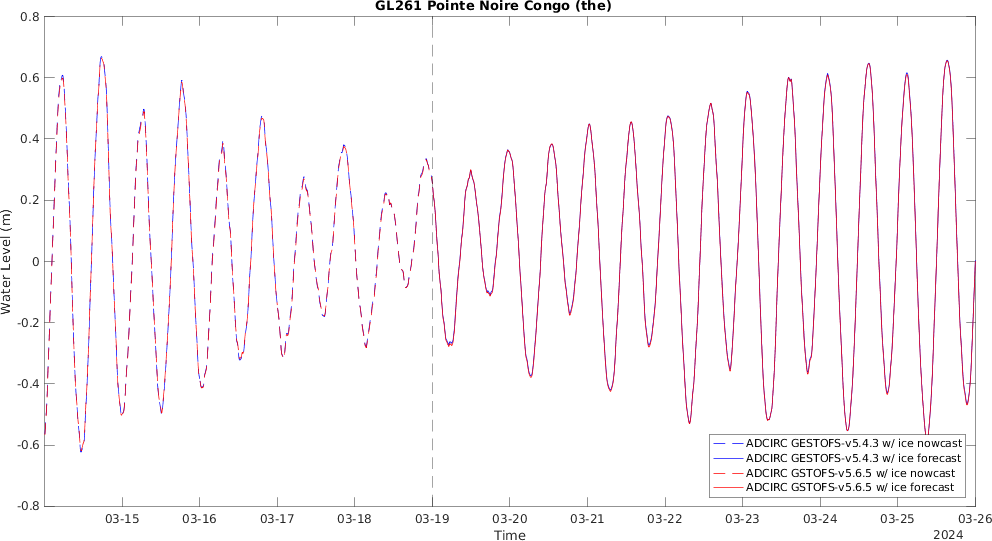 GL261 Pointe Noire Congo (the)
Water Level (m)
0.8
0.6
0.4
0.2
0
-0.2
-0.4
-0.6
-0.8
ADCIRC GESTOFS-v5.4.3 w/ ice nowcast
ADCIRC GESTOFS-v5.4.3 w/ ice forecast
ADCIRC GSTOFS-v5.6.5 w/ ice nowcast
ADCIRC GSTOFS-v5.6.5 w/ ice forecast
03-15 03-16 03-17 03-18 03-19 03-20 03-21 03-22 03-23 03-24 03-25 03-26
Time
2024